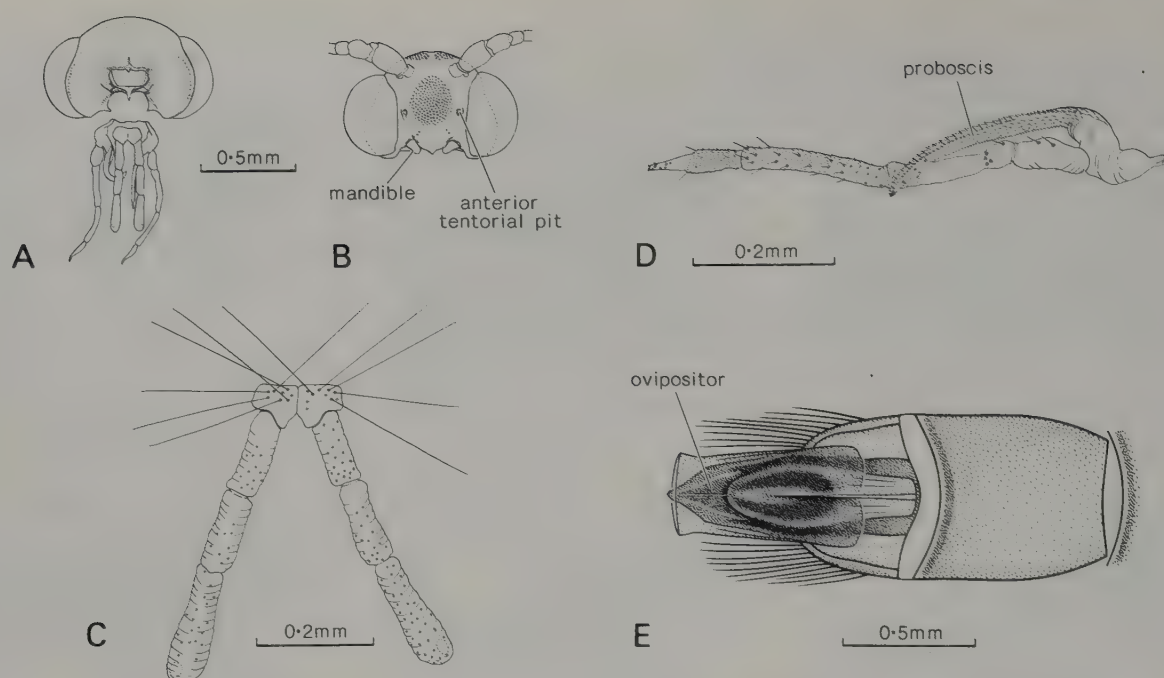 A
0·5mm
B
mandible
anterior
tentorial pit
proboscis
D
0·2mm
C
0·2mm
ovipositor
E
0·5mm